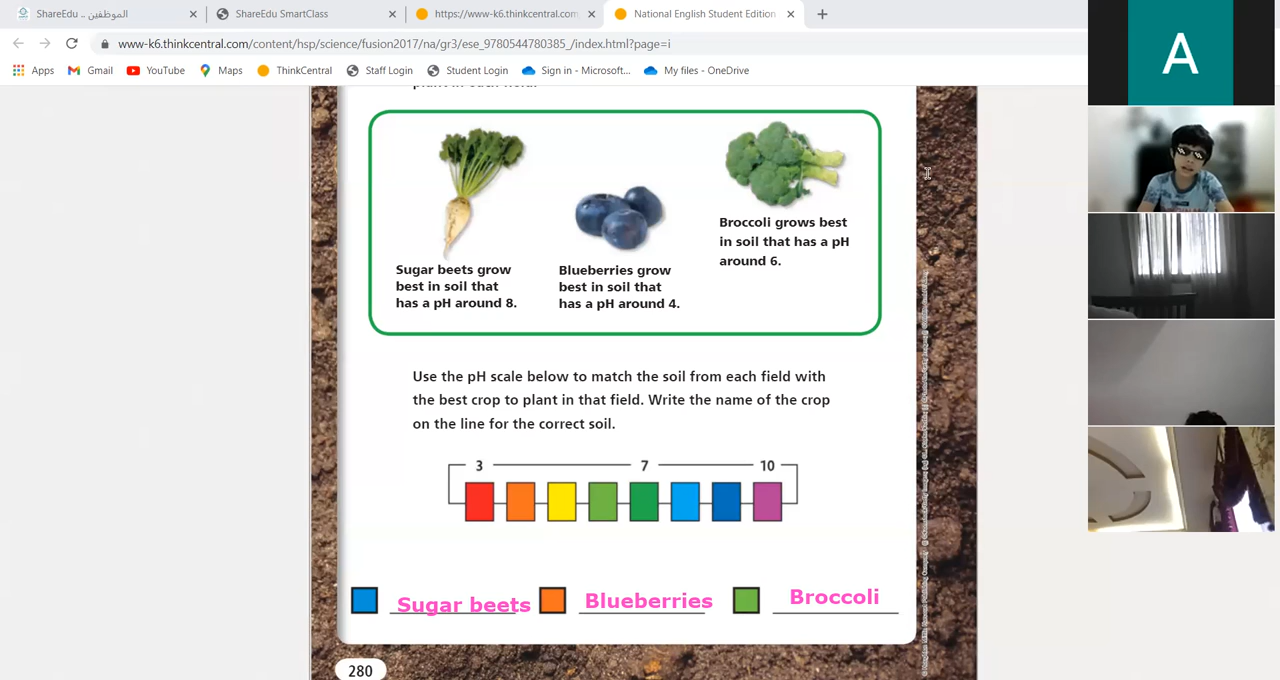 ShareEdu .. الموظفين
ShareEdu SmartClass
https://www-k6.thinkcentral.com
National English Student Edition
www-k6.thinkcentral.com/content/hsp/science/fusion2017/na/gr3/ese_9780544780385_/index.html?page=i
Apps
Gmail
YouTube
Maps
ThinkCentral
Staff Login
Student Login
Sign in - Microsoft...
My files - OneDrive
A
Sugar beets grow
best in soil that
has a pH around 8.
Blueberries grow
best in soil that
has a pH around 4.
Broccoli grows best
in soil that has a pH
around 6.
Use the pH scale below to match the soil from each field with
the best crop to plant in that field. Write the name of the crop
on the line for the correct soil.
3 7 10
Sugar beets Blueberries Broccoli
280